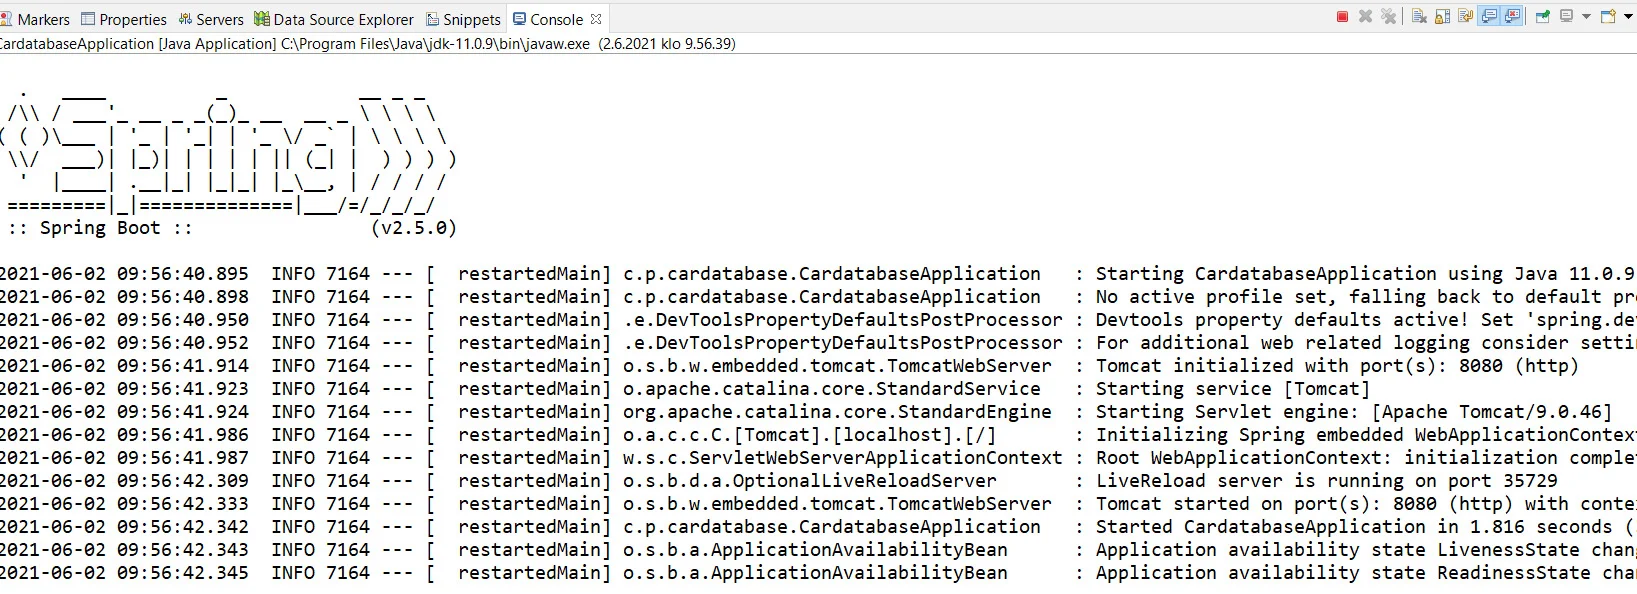 Markers Properties Servers Data Source Explorer Snippets Console
CardatabaseApplication [Java Application] C:\Program Files\Java\jdk-11.0.9\bin\javaw.exe (2.6.2021 klo 9.56.39)
  .   ____          _            __ _ _
 /\\ / ___'_ __ _ _(_)_ __  __ _ \ \ \ \
( ( )\___ | '_ | '_| | '_ \/ _` | \ \ \ \
 \\/  ___)| |_)| | | | | || (_| |  ) ) ) )
  '  |____| .__|_| |_|_| |_\__, | / / / /
 =========|_|==============|___/=/_/_/_/
 :: Spring Boot ::                (v2.5.0)
2021-06-02 09:56:40.895  INFO 7164 --- [  restartedMain] c.p.cardatabase.CardatabaseApplication   : Starting CardatabaseApplication using Java 11.0.9
2021-06-02 09:56:40.898  INFO 7164 --- [  restartedMain] c.p.cardatabase.CardatabaseApplication   : No active profile set, falling back to default pr
2021-06-02 09:56:40.950  INFO 7164 --- [  restartedMain] .e.DevToolsPropertyDefaultsPostProcessor : Devtools property defaults active! Set 'spring.de
2021-06-02 09:56:40.952  INFO 7164 --- [  restartedMain] .e.DevToolsPropertyDefaultsPostProcessor : For additional web related logging consider setti
2021-06-02 09:56:41.914  INFO 7164 --- [  restartedMain] o.s.b.w.embedded.tomcat.TomcatWebServer  : Tomcat initialized with port(s): 8080 (http)
2021-06-02 09:56:41.923  INFO 7164 --- [  restartedMain] o.apache.catalina.core.StandardService   : Starting service [Tomcat]
2021-06-02 09:56:41.924  INFO 7164 --- [  restartedMain] org.apache.catalina.core.StandardEngine  : Starting Servlet engine: [Apache Tomcat/9.0.46]
2021-06-02 09:56:41.986  INFO 7164 --- [  restartedMain] o.a.c.c.C.[Tomcat].[localhost].[/]       : Initializing Spring embedded WebApplicationContext
2021-06-02 09:56:41.987  INFO 7164 --- [  restartedMain] w.s.c.ServletWebServerApplicationContext : Root WebApplicationContext: initialization complet
2021-06-02 09:56:42.309  INFO 7164 --- [  restartedMain] o.s.b.d.a.OptionalLiveReloadServer       : LiveReload server is running on port 35729
2021-06-02 09:56:42.333  INFO 7164 --- [  restartedMain] o.s.b.w.embedded.tomcat.TomcatWebServer  : Tomcat started on port(s): 8080 (http) with conte
2021-06-02 09:56:42.342  INFO 7164 --- [  restartedMain] c.p.cardatabase.CardatabaseApplication   : Started CardatabaseApplication in 1.816 seconds (
2021-06-02 09:56:42.343  INFO 7164 --- [  restartedMain] o.s.b.a.ApplicationAvailabilityBean      : Application availability state LivenessState chang
2021-06-02 09:56:42.345  INFO 7164 --- [  restartedMain] o.s.b.a.ApplicationAvailabilityBean      : Application availability state ReadinessState cha